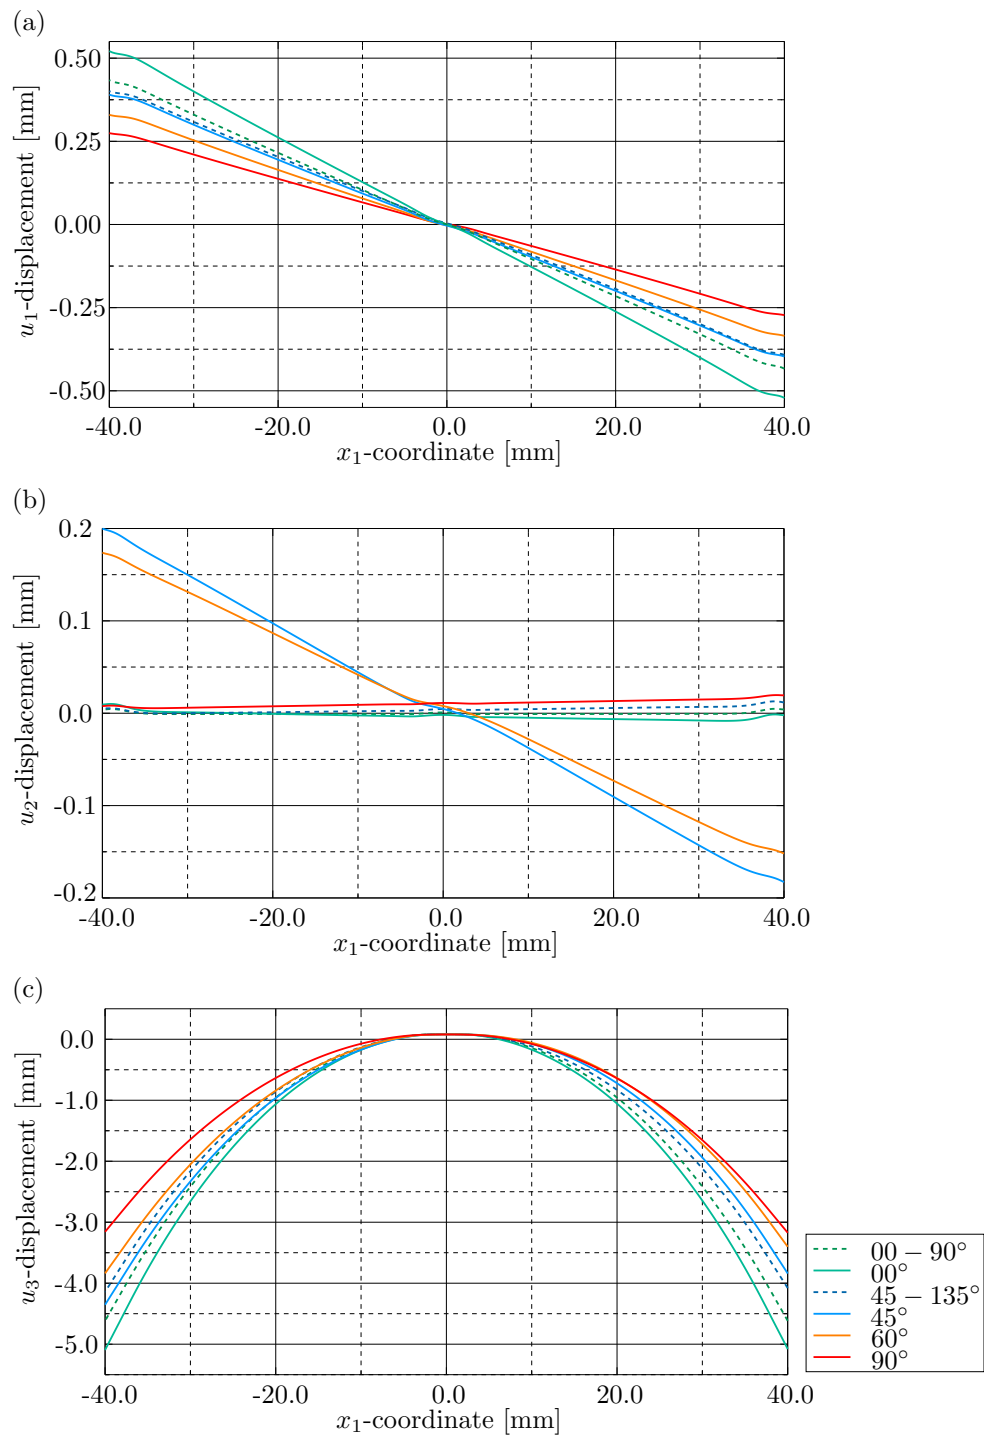 (a)
0.50
0.25
0.00
-0.25
-0.50
u₁-displacement [mm]
-40.0 -20.0 0.0 20.0 40.0
x₁-coordinate [mm]
(b)
0.2
0.1
0.0
-0.1
-0.2
u₂-displacement [mm]
-40.0 -20.0 0.0 20.0 40.0
x₁-coordinate [mm]
(c)
0.0
-1.0
-2.0
-3.0
-4.0
-5.0
u₃-displacement [mm]
-40.0 -20.0 0.0 20.0 40.0
x₁-coordinate [mm]
00 − 90°
00°
45 − 135°
45°
60°
90°